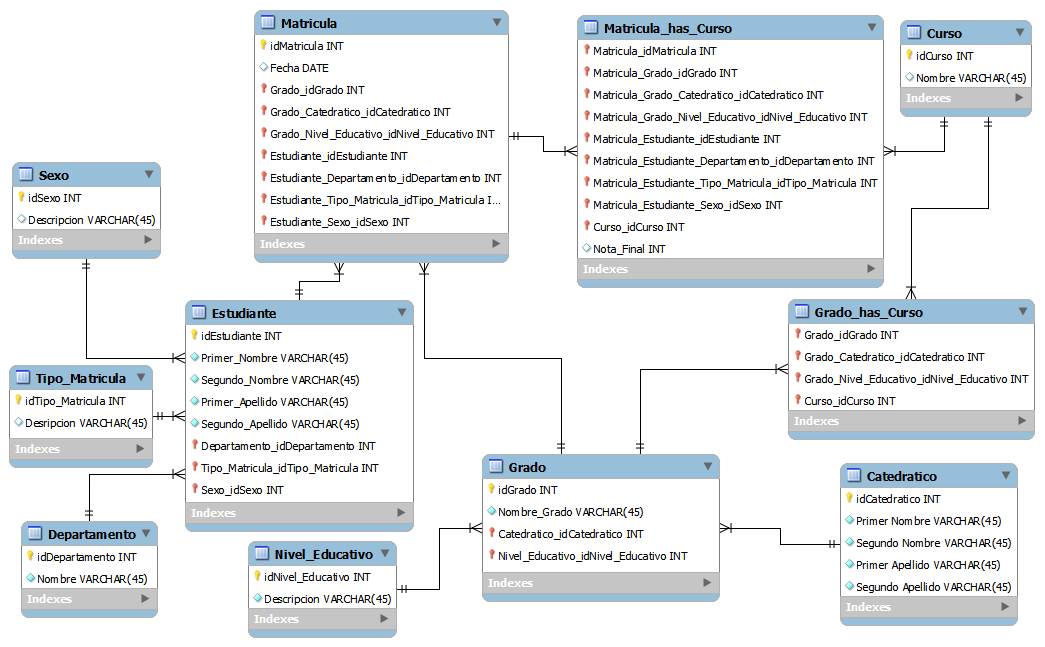 Matricula
idMatricula INT
Fecha DATE
Grado_idGrado INT
Grado_Catedratico_idCatedratico INT
Grado_Nivel_Educativo_idNivel_Educativo INT
Estudiante_idEstudiante INT
Estudiante_Departamento_idDepartamento INT
Estudiante_Tipo_Matricula_idTipo_Matricula I...
Estudiante_Sexo_idSexo INT
Indexes
Matricula_has_Curso
Matricula_idMatricula INT
Matricula_Grado_idGrado INT
Matricula_Grado_Catedratico_idCatedratico INT
Matricula_Grado_Nivel_Educativo_idNivel_Educativo INT
Matricula_Estudiante_idEstudiante INT
Matricula_Estudiante_Departamento_idDepartamento INT
Matricula_Estudiante_Tipo_Matricula_idTipo_Matricula INT
Matricula_Estudiante_Sexo_idSexo INT
Curso_idCurso INT
Nota_Final INT
Indexes
Curso
idCurso INT
Nombre VARCHAR(45)
Indexes
Sexo
idSexo INT
Descripcion VARCHAR(45)
Indexes
Estudiante
idEstudiante INT
Primer_Nombre VARCHAR(45)
Segundo_Nombre VARCHAR(45)
Primer_Apellido VARCHAR(45)
Segundo_Apellido VARCHAR(45)
Departamento_idDepartamento INT
Tipo_Matricula_idTipo_Matricula INT
Sexo_idSexo INT
Indexes
Grado_has_Curso
Grado_idGrado INT
Grado_Catedratico_idCatedratico INT
Grado_Nivel_Educativo_idNivel_Educativo INT
Curso_idCurso INT
Indexes
Tipo_Matricula
idTipo_Matricula INT
Desripcion VARCHAR(45)
Indexes
Grado
idGrado INT
Nombre_Grado VARCHAR(45)
Catedratico_idCatedratico INT
Nivel_Educativo_idNivel_Educativo INT
Indexes
Catedratico
idCatedratico INT
Primer Nombre VARCHAR(45)
Segundo Nombre VARCHAR(45)
Primer Apellido VARCHAR(45)
Segundo Apellido VARCHAR(45)
Indexes
Departamento
idDepartamento INT
Nombre VARCHAR(45)
Indexes
Nivel_Educativo
idNivel_Educativo INT
Descripcion VARCHAR(45)
Indexes